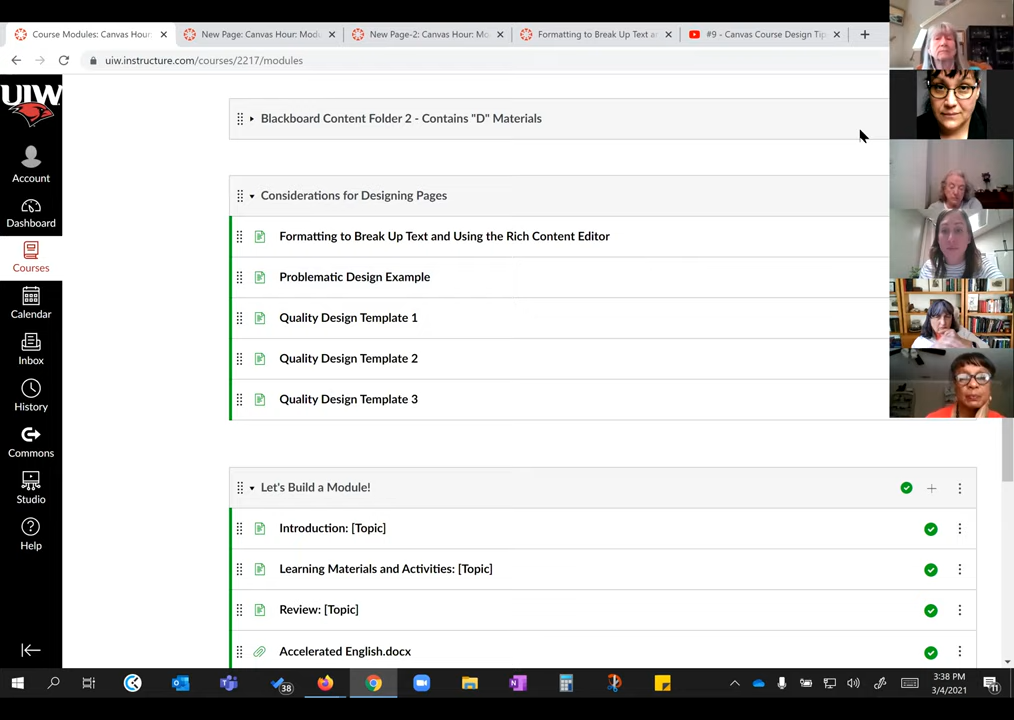 Course Modules: Canvas Hour:
New Page: Canvas Hour: Mod
New Page-2: Canvas Hour: M
Formatting to Break Up Text a
#9 - Canvas Course Design Tip
uiw.instructure.com/courses/2217/modules
UIW
Account
Dashboard
Courses
Calendar
Inbox
History
Commons
Studio
Help
Blackboard Content Folder 2 - Contains "D" Materials
Considerations for Designing Pages
Formatting to Break Up Text and Using the Rich Content Editor
Problematic Design Example
Quality Design Template 1
Quality Design Template 2
Quality Design Template 3
Let's Build a Module!
Introduction: [Topic]
Learning Materials and Activities: [Topic]
Review: [Topic]
Accelerated English.docx
38
3:38 PM
3/4/2021
11